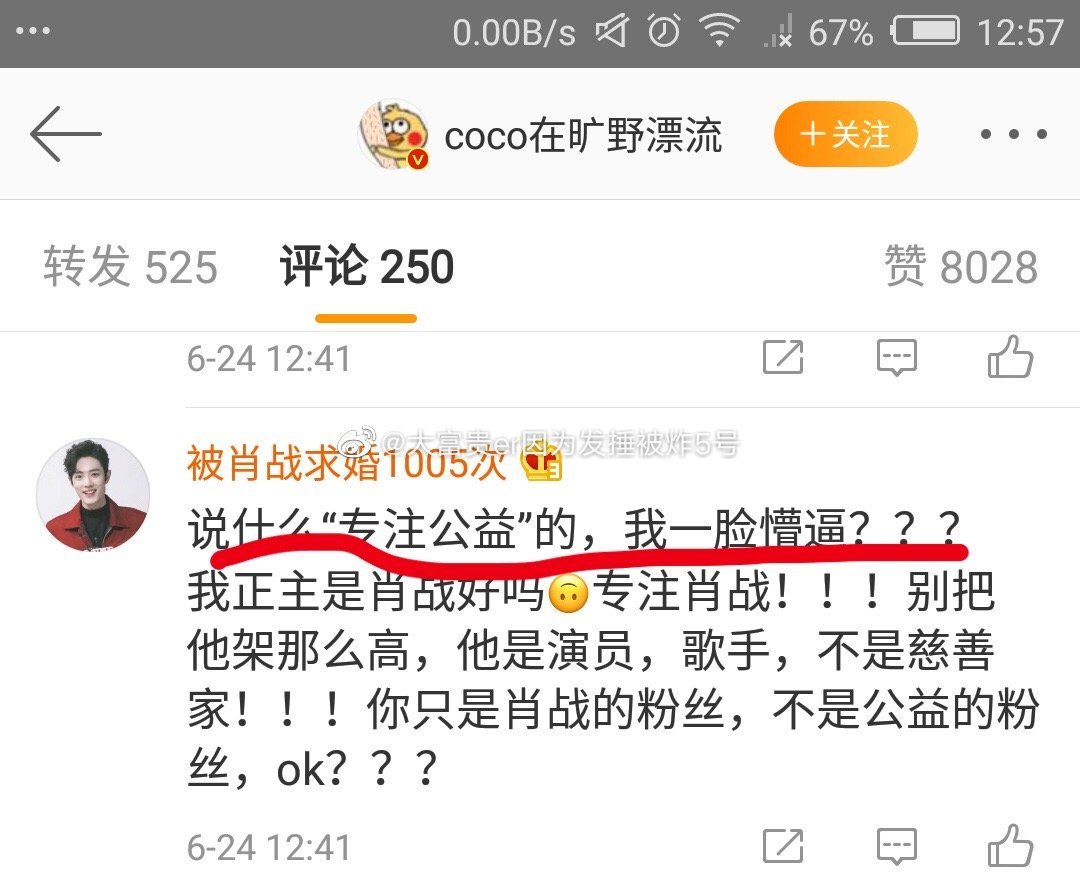 0.00B/s 67% 12:57
coco在旷野漂流 +关注
转发 525 评论 250 赞 8028
6-24 12:41
@大富贵er因为发捶被炸5号
被肖战求婚1005次
说什么“专注公益”的，我一脸懵逼？？？
我正主是肖战好吗🙃专注肖战！！！别把
他架那么高，他是演员，歌手，不是慈善
家！！！你只是肖战的粉丝，不是公益的粉
丝，ok？？？
6-24 12:41